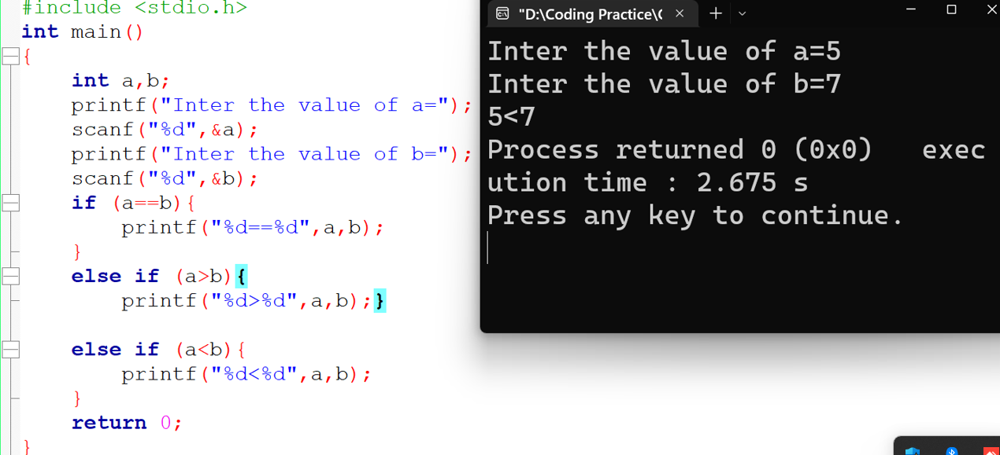 #include <stdio.h>
int main()
{
    int a,b;
    printf("Inter the value of a=");
    scanf("%d",&a);
    printf("Inter the value of b=");
    scanf("%d",&b);
    if (a==b){
        printf("%d==%d",a,b);
    }
    else if (a>b){
        printf("%d>%d",a,b);}
    else if (a<b){
        printf("%d<%d",a,b);
    }
    return 0;
}
"D:\Coding Practice\
Inter the value of a=5
Inter the value of b=7
5<7
Process returned 0 (0x0)   exec
ution time : 2.675 s
Press any key to continue.